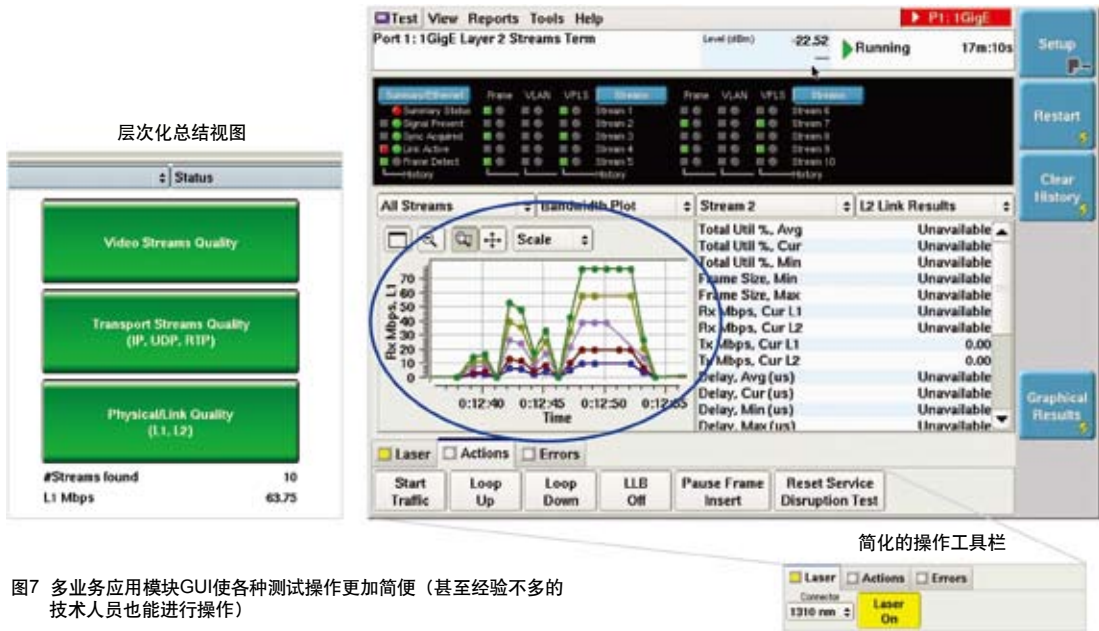 Test View Reports Tools Help
P1: 1GigE
Port 1: 1GigE Layer 2 Streams Term
Level (dBm)
-22.52
Running
17m:10s
Setup
Restart
Clear History
Graphical Results
层次化总结视图
Status
Video Streams Quality
Transport Streams Quality
(IP, UDP, RTP)
Physical/Link Quality
(L1, L2)
#Streams found 10
L1 Mbps 63.75
Summary/Ethernet Frame VLAN VPLS Streams Frame VLAN VPLS Streams
Summary Status Stream 1 Stream 6
Signal Present Stream 2 Stream 7
Sync Acquired Stream 3 Stream 8
Link Active Stream 4 Stream 9
Frame Detect Stream 5 Stream 10
History History History
All Streams Bandwidth Plot Stream 2 L2 Link Results
Scale
Rx Mbps, L1
70
60
50
40
30
20
10
0
0:12:40 0:12:45 0:12:50 0:12:55
Time
Total Util %, Avg Unavailable
Total Util %, Cur Unavailable
Total Util %, Min Unavailable
Frame Size, Min Unavailable
Frame Size, Max Unavailable
Rx Mbps, Cur L1 Unavailable
Rx Mbps, Cur L2 Unavailable
Tx Mbps, Cur L1 0.00
Tx Mbps, Cur L2 0.00
Delay, Avg (us) Unavailable
Delay, Cur (us) Unavailable
Delay, Min (us) Unavailable
Delay, Max (us) Unavailable
Laser Actions Errors
Start Traffic
Loop Up
Loop Down
LLB Off
Pause Frame Insert
Reset Service Disruption Test
简化的操作工具栏
Laser Actions Errors
Connector
1310 nm
Laser On
图7 多业务应用模块GUI使各种测试操作更加简便（甚至经验不多的
技术人员也能进行操作）